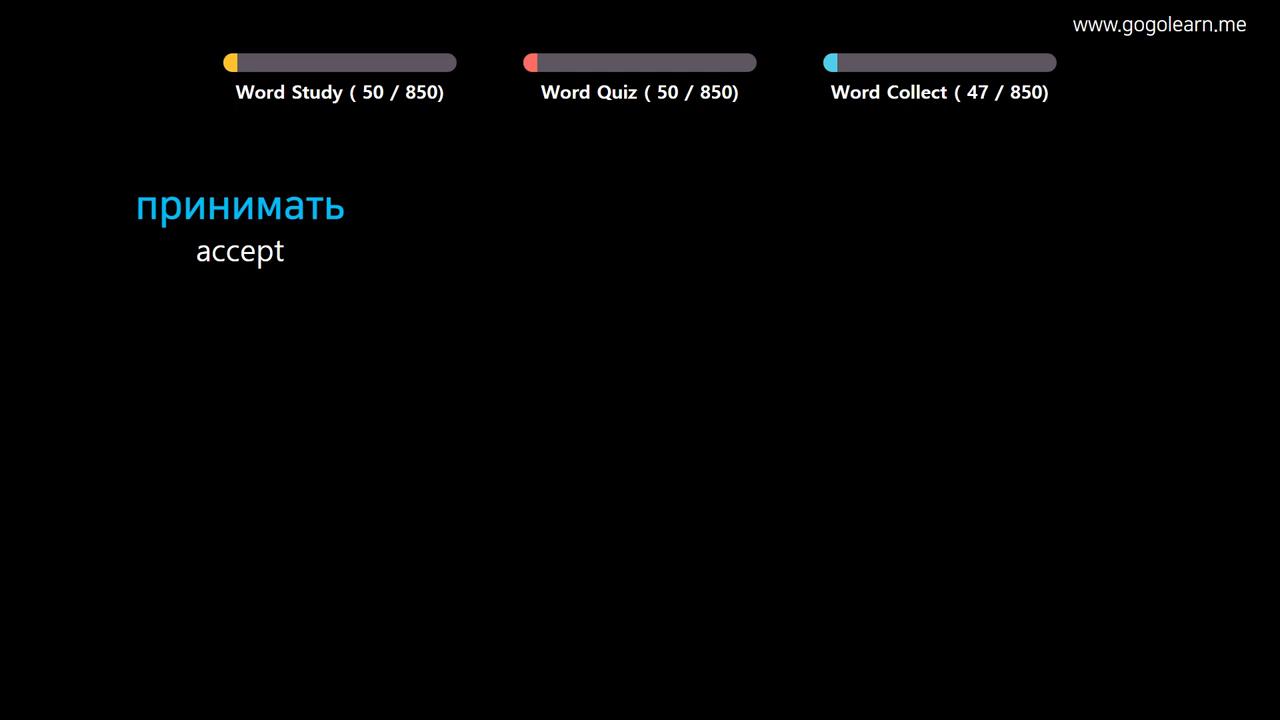 www.gogolearn.me
Word Study ( 50 / 850)
Word Quiz ( 50 / 850)
Word Collect ( 47 / 850)
принимать
accept